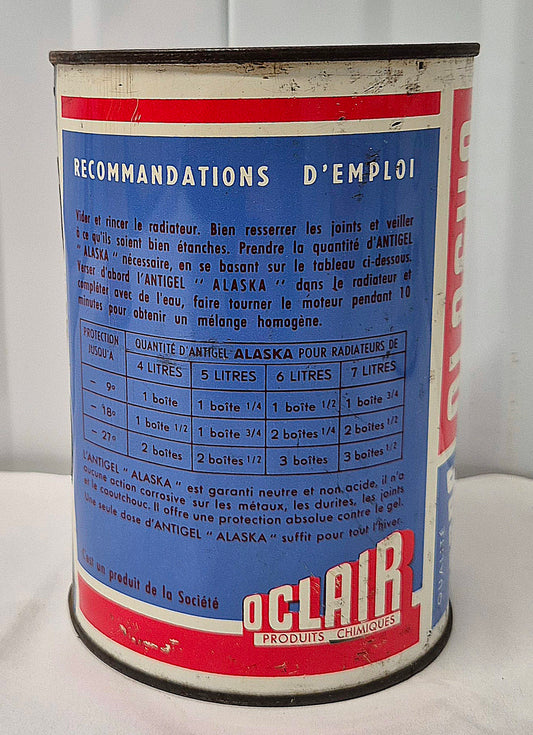 RECOMMANDATIONS D'EMPLOI
Vider et rincer le radiateur. Bien resserrer les joints et veiller
à ce qu'ils soient bien étanches. Prendre la quantité d'ANTIGEL
" ALASKA " nécessaire, en se basant sur le tableau ci-dessous.
Verser d'abord l'ANTIGEL " ALASKA " dans le radiateur et
compléter avec de l'eau, faire tourner le moteur pendant 10
minutes pour obtenir un mélange homogène.
PROTECTION JUSQU'A QUANTITÉ D'ANTIGEL ALASKA POUR RADIATEURS DE
4 LITRES 5 LITRES 6 LITRES 7 LITRES
- 9° 1 boîte 1 boîte 1/4 1 boîte 1/2 1 boîte 3/4
- 18° 1 boîte 1/2 1 boîte 3/4 2 boîtes 1/4 2 boîtes 1/2
- 27° 2 boîtes 2 boîtes 1/2 3 boîtes 3 boîtes 1/2
L'ANTIGEL " ALASKA " est garanti neutre et non acide, il n'a
aucune action corrosive sur les métaux, les durites, les joints
et le caoutchouc. Il offre une protection absolue contre le gel.
Une seule dose d'ANTIGEL " ALASKA " suffit pour tout l'hiver.
C'est un produit de la Société
OCLAIR
PRODUITS CHIMIQUES
QUALITÉ